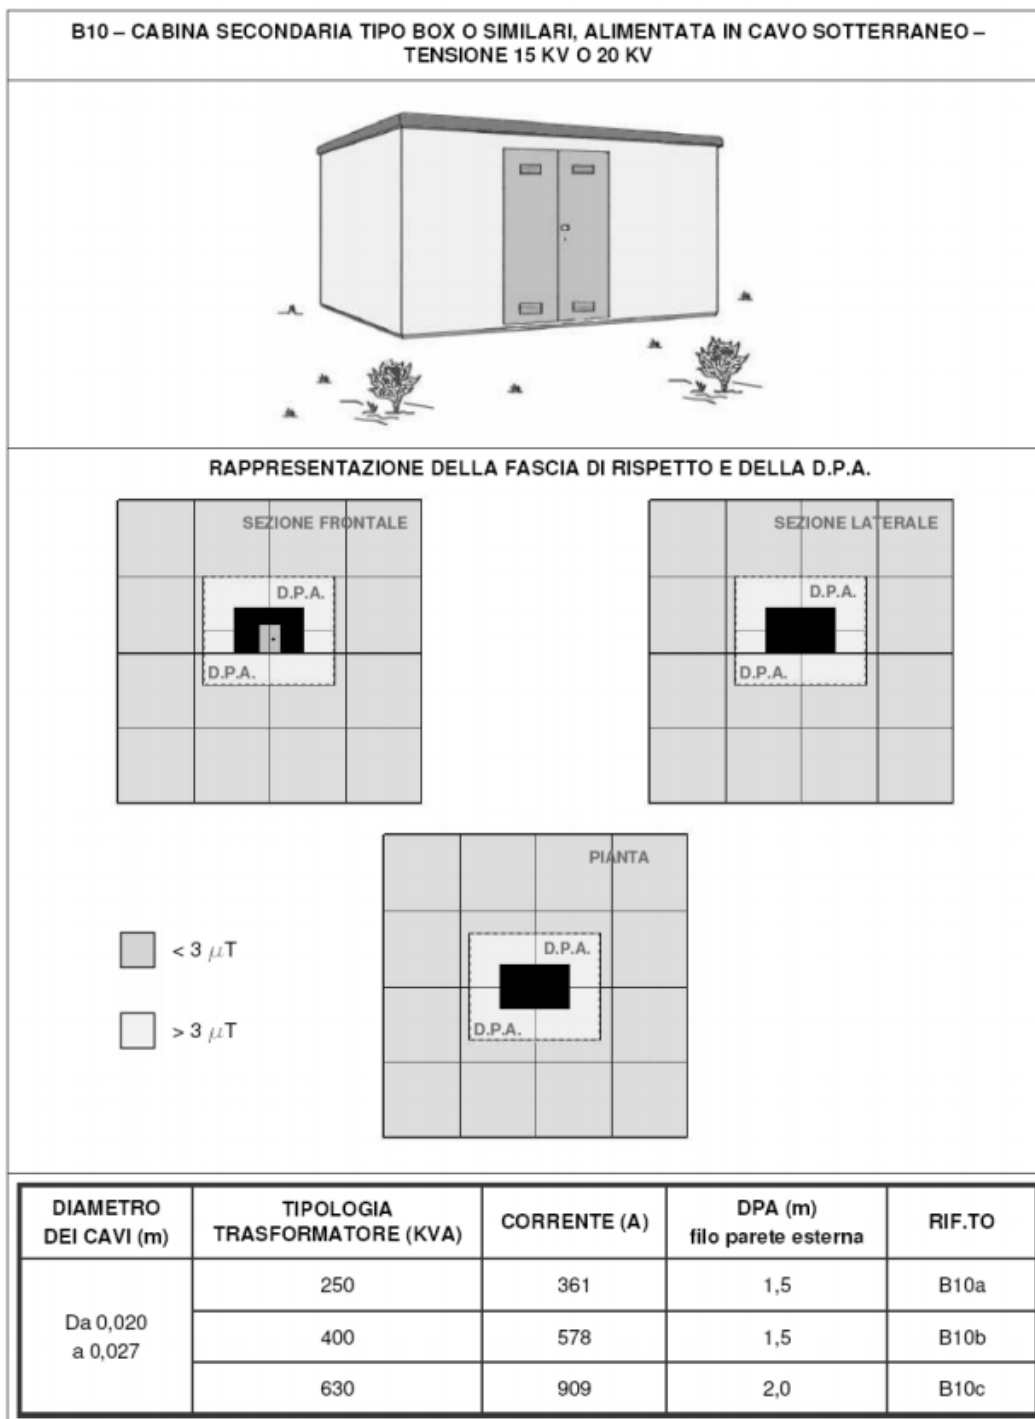 B10 – CABINA SECONDARIA TIPO BOX O SIMILARI, ALIMENTATA IN CAVO SOTTERRANEO –
TENSIONE 15 KV O 20 KV
RAPPRESENTAZIONE DELLA FASCIA DI RISPETTO E DELLA D.P.A.
SEZIONE FRONTALE
D.P.A.
D.P.A.
SEZIONE LATERALE
D.P.A.
D.P.A.
PIANTA
D.P.A.
D.P.A.
< 3 μT
> 3 μT
DIAMETRO
DEI CAVI (m)
TIPOLOGIA
TRASFORMATORE (KVA)
CORRENTE (A)
DPA (m)
filo parete esterna
RIF.TO
Da 0,020
a 0,027
250 361 1,5 B10a
400 578 1,5 B10b
630 909 2,0 B10c